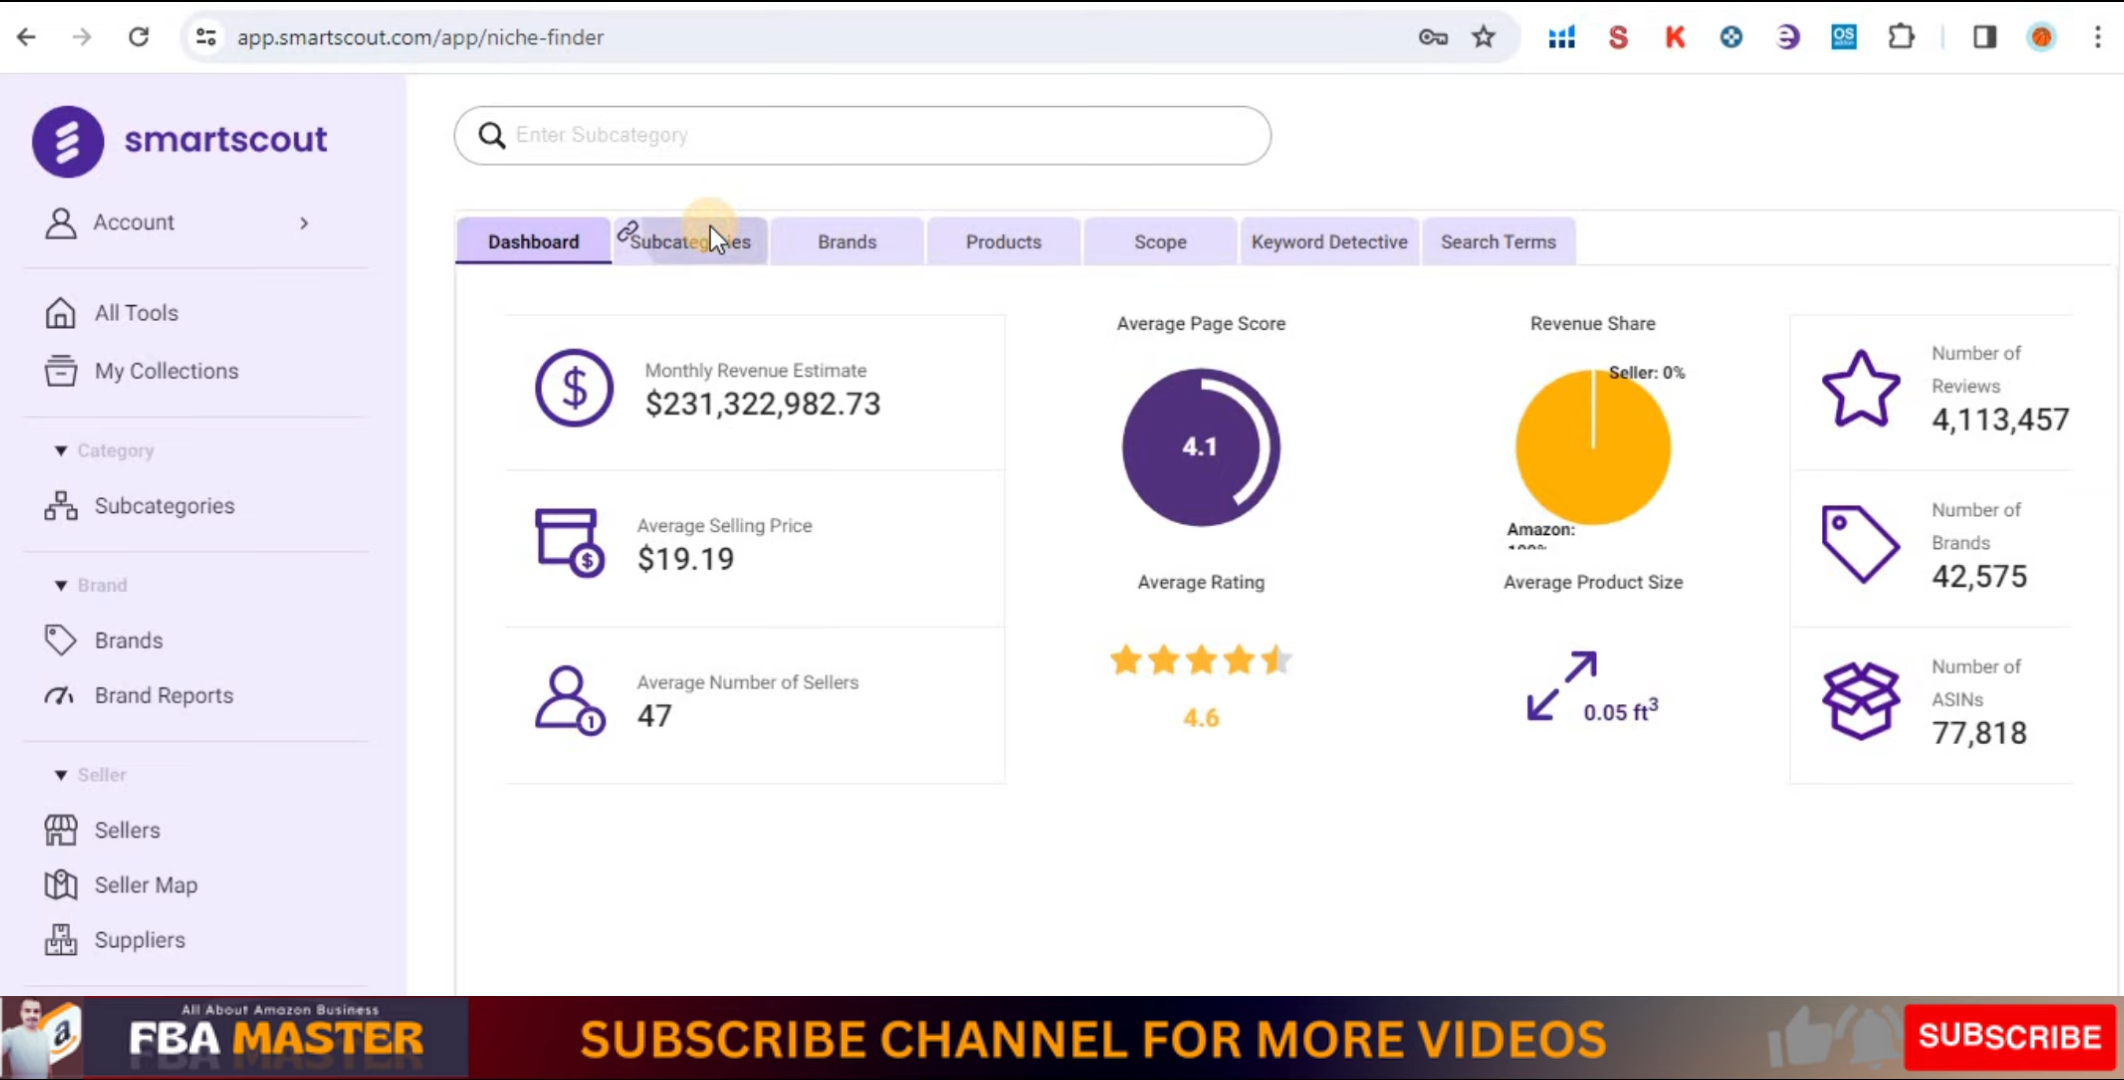 app.smartscout.com/app/niche-finder
S
K
OS
smartscout
Account
All Tools
My Collections
Category
Subcategories
Brand
Brands
Brand Reports
Seller
Sellers
Seller Map
Suppliers
Enter Subcategory
Dashboard
Subcategories
Brands
Products
Scope
Keyword Detective
Search Terms
Monthly Revenue Estimate
$231,322,982.73
Average Selling Price
$19.19
Average Number of Sellers
47
Average Page Score
4.1
Average Rating
4.6
Revenue Share
Seller: 0%
Amazon:
Average Product Size
0.05 ft³
Number of
Reviews
4,113,457
Number of
Brands
42,575
Number of
ASINs
77,818
All About Amazon Business
FBA MASTER
SUBSCRIBE CHANNEL FOR MORE VIDEOS
SUBSCRIBE